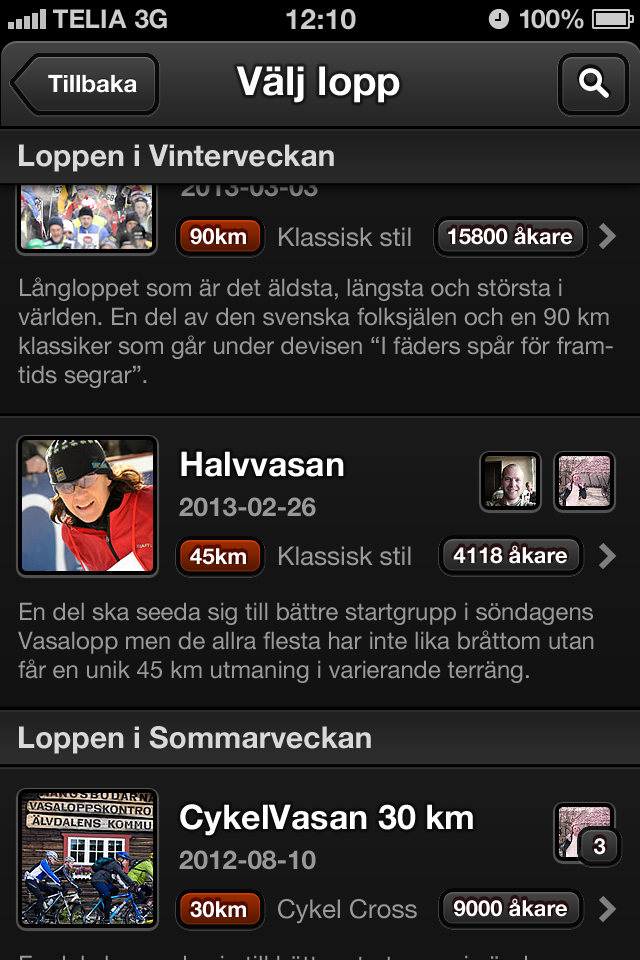 TELIA 3G 12:10 100%
Tillbaka Välj lopp
Loppen i Vinterveckan
2013-03-03
90km Klassisk stil 15800 åkare
Långloppet som är det äldsta, längsta och största i
världen. En del av den svenska folksjälen och en 90 km
klassiker som går under devisen “I fäders spår för fram-
tids segrar”.
Halvvasan
2013-02-26
45km Klassisk stil 4118 åkare
En del ska seeda sig till bättre startgrupp i söndagens
Vasalopp men de allra flesta har inte lika bråttom utan
får en unik 45 km utmaning i varierande terräng.
Loppen i Sommarveckan
VASALOPPSKONTRO
ÄLVDALENS KOMMU
CykelVasan 30 km
3
2012-08-10
30km Cykel Cross 9000 åkare